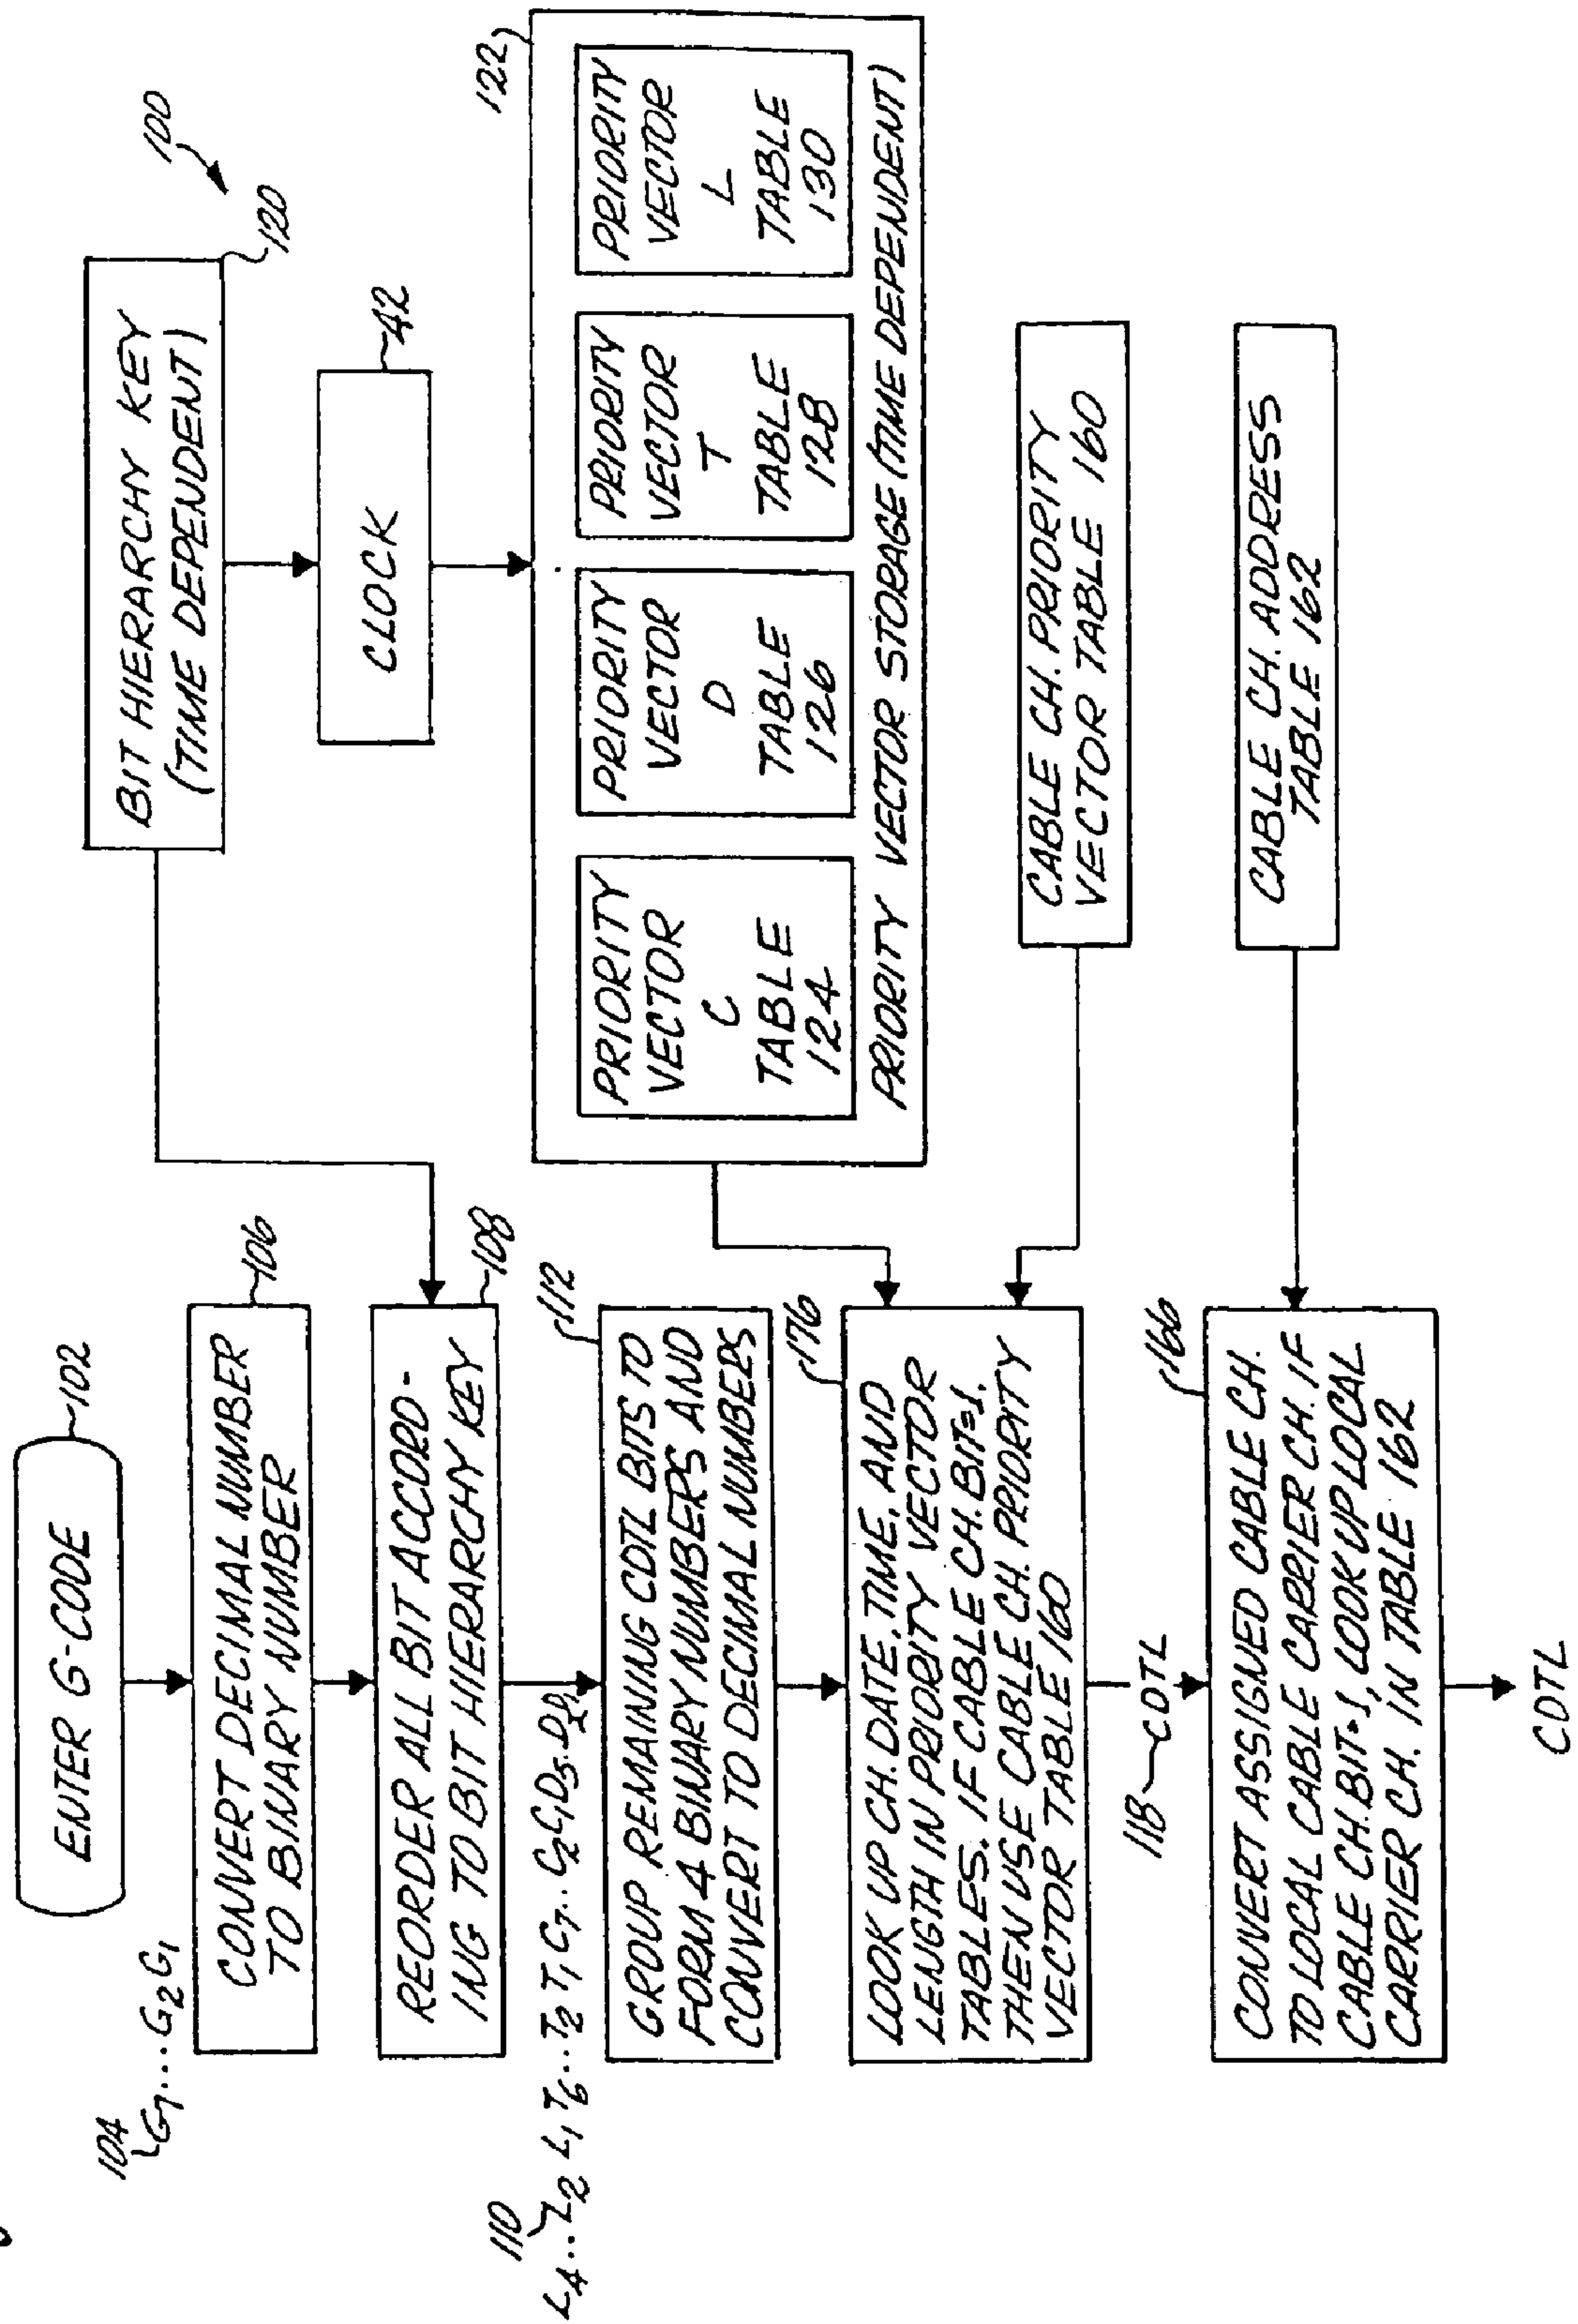 ENTER G-CODE
102
104
G7...G2G1
CONVERT DECIMAL NUMBER
TO BINARY NUMBER
106
REORDER ALL BIT ACCORD-
ING TO BIT HIERARCHY KEY
108
110
L4..L2 L1 T6...T2 T1 C7..C2C1D5.D2D1
GROUP REMAINING CDTL BITS TO
FORM 4 BINARY NUMBERS AND
CONVERT TO DECIMAL NUMBERS
112
LOOK UP CH. DATE, TIME, AND
LENGTH IN PRIORITY VECTOR
TABLES. IF CABLE CH. BIT=1.
THEN USE CABLE CH. PRIORITY
VECTOR TABLE 160
176
118
CDTL
CONVERT ASSIGNED CABLE CH.
TO LOCAL CABLE CARRIER CH. IF
CABLE CH. BIT=1, LOOK UP LOCAL
CARRIER CH. IN TABLE 162
166
CDTL
100
BIT HIERARCHY KEY
(TIME DEPENDENT)
120
CLOCK
42
122
PRIORITY
VECTOR
C
TABLE
124
PRIORITY
VECTOR
D
TABLE
126
PRIORITY
VECTOR
T
TABLE
128
PRIORITY
VECTOR
L
TABLE
130
PRIORITY VECTOR STORAGE (TIME DEPENDENT)
CABLE CH. PRIORITY
VECTOR TABLE 160
CABLE CH. ADDRESS
TABLE 162